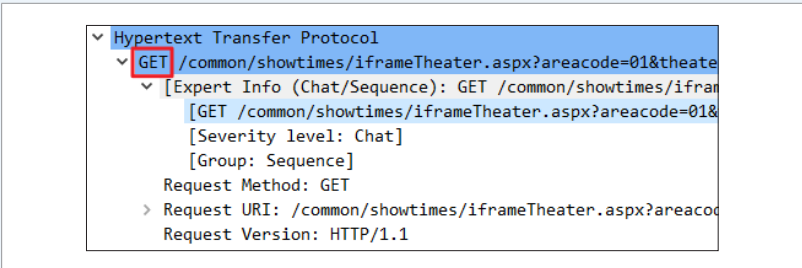 Hypertext Transfer Protocol
GET /common/showtimes/iframeTheater.aspx?areacode=01&theate
[Expert Info (Chat/Sequence): GET /common/showtimes/ifram
[GET /common/showtimes/iframeTheater.aspx?areacode=01&
[Severity level: Chat]
[Group: Sequence]
Request Method: GET
Request URI: /common/showtimes/iframeTheater.aspx?areacod
Request Version: HTTP/1.1